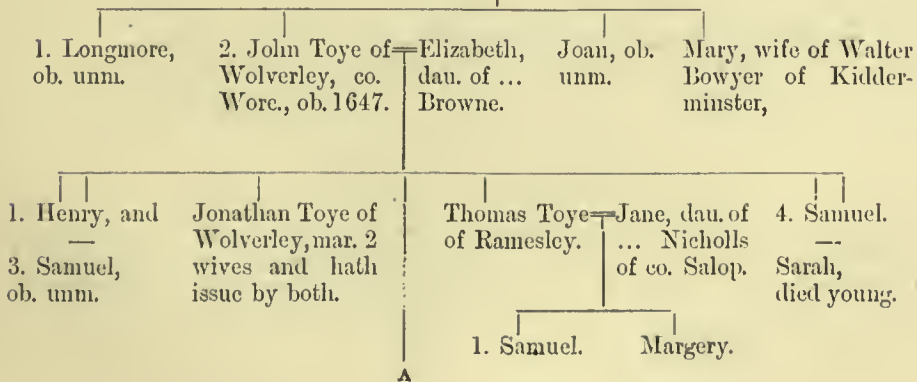 1. Longmore,
ob. unm.
2. John Toye of
Wolverley, co.
Worc., ob. 1647.
Elizabeth,
dau. of ...
Browne.
Joan, ob.
unm.
Mary, wife of Walter
Bowyer of Kidder-
minster,
1. Henry, and
—
3. Samuel,
ob. unm.
Jonathan Toye of
Wolverley, mar. 2
wives and hath
issue by both.
Thomas Toye
of Ramesley.
Jane, dau. of
... Nicholls
of co. Salop.
4. Samuel.
—
Sarah,
died young.
1. Samuel.
Margery.
A